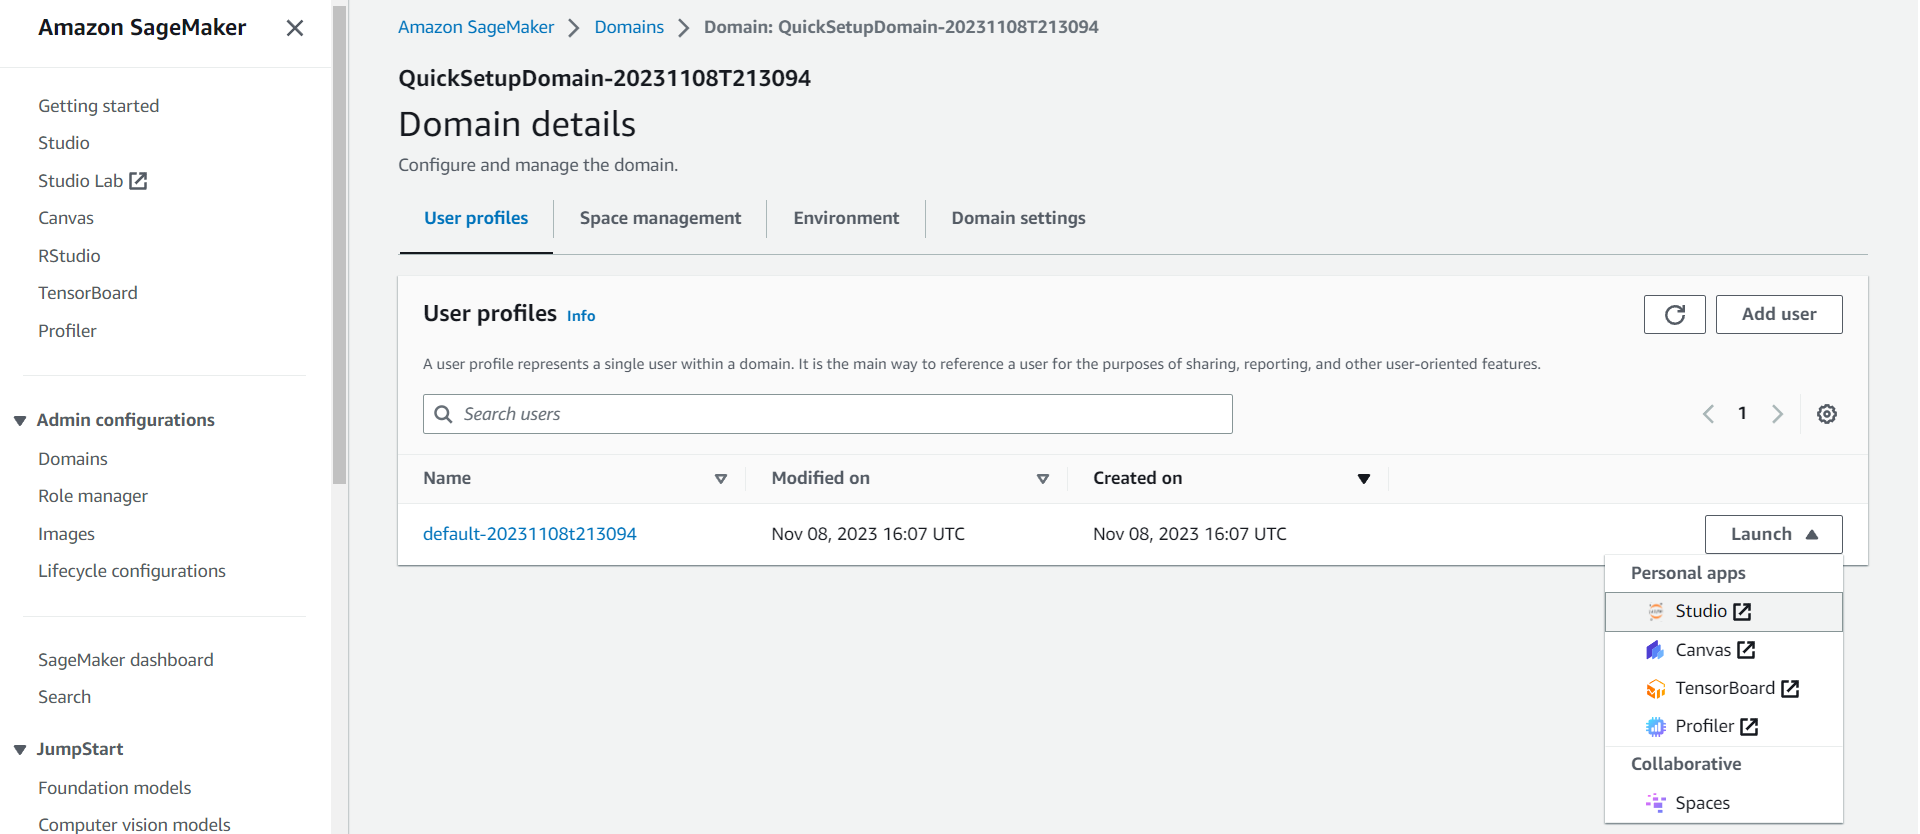 Amazon SageMaker
Getting started
Studio
Studio Lab
Canvas
RStudio
TensorBoard
Profiler
Admin configurations
Domains
Role manager
Images
Lifecycle configurations
SageMaker dashboard
Search
JumpStart
Foundation models
Computer vision models
Amazon SageMaker Domains Domain: QuickSetupDomain-20231108T213094
QuickSetupDomain-20231108T213094
Domain details
Configure and manage the domain.
User profiles Space management Environment Domain settings
User profiles Info
Add user
A user profile represents a single user within a domain. It is the main way to reference a user for the purposes of sharing, reporting, and other user-oriented features.
Search users
1
Name Modified on Created on
default-20231108t213094 Nov 08, 2023 16:07 UTC Nov 08, 2023 16:07 UTC Launch
Personal apps
Studio
Canvas
TensorBoard
Profiler
Collaborative
Spaces